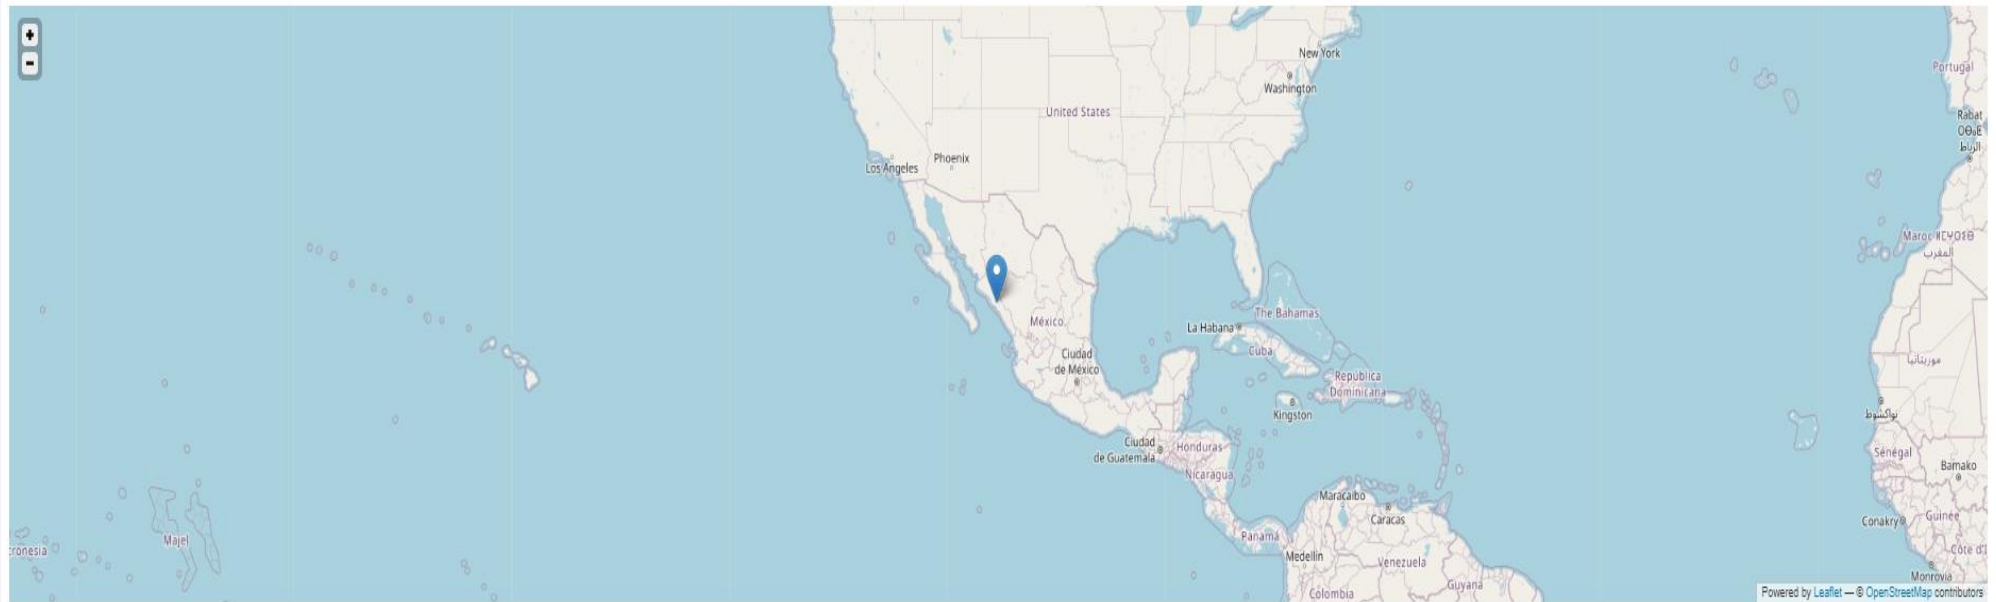 +
-
New York
Washington
United States
Portugal
Rabat
ⵔⴱⴰⵟ
الرباط
Los Angeles
Phoenix
Maroc ⵍⵎⵖⵔⵉⴱ
المغرب
The Bahamas
La Habana
México
Cuba
Ciudad
de México
موريتانيا
República
Dominicana
Kingston
نواكشوط
Ciudad
de Guatemala
Honduras
Sénégal
Nicaragua
Bamako
Maracaibo
Caracas
Conakry
Guinée
Majel
Panamá
cronesia
Medellín
Venezuela
Côte d'I
Monrovia
Guyana
Colombia
Powered by Leaflet — © OpenStreetMap contributors